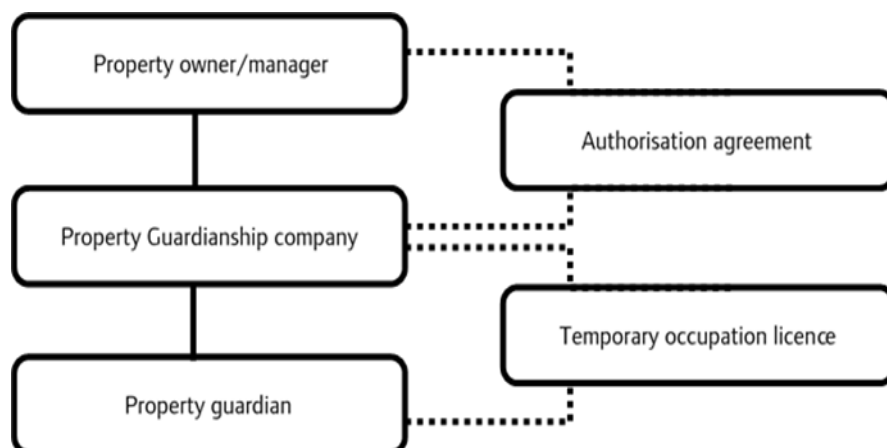 Property owner/manager
Authorisation agreement
Property Guardianship company
Temporary occupation licence
Property guardian